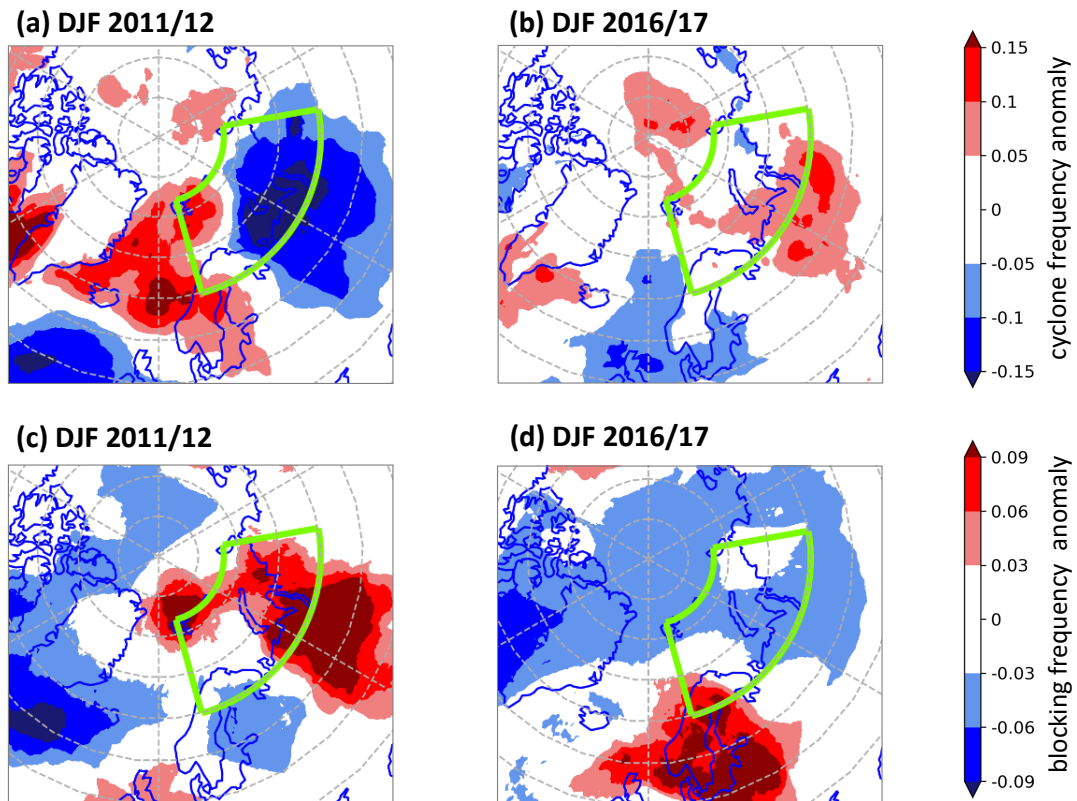 (a) DJF 2011/12
(b) DJF 2016/17
0.15
0.1
0.05
0
-0.05
-0.1
-0.15
cyclone frequency anomaly
(c) DJF 2011/12
(d) DJF 2016/17
0.09
0.06
0.03
0
-0.03
-0.06
-0.09
blocking frequency anomaly